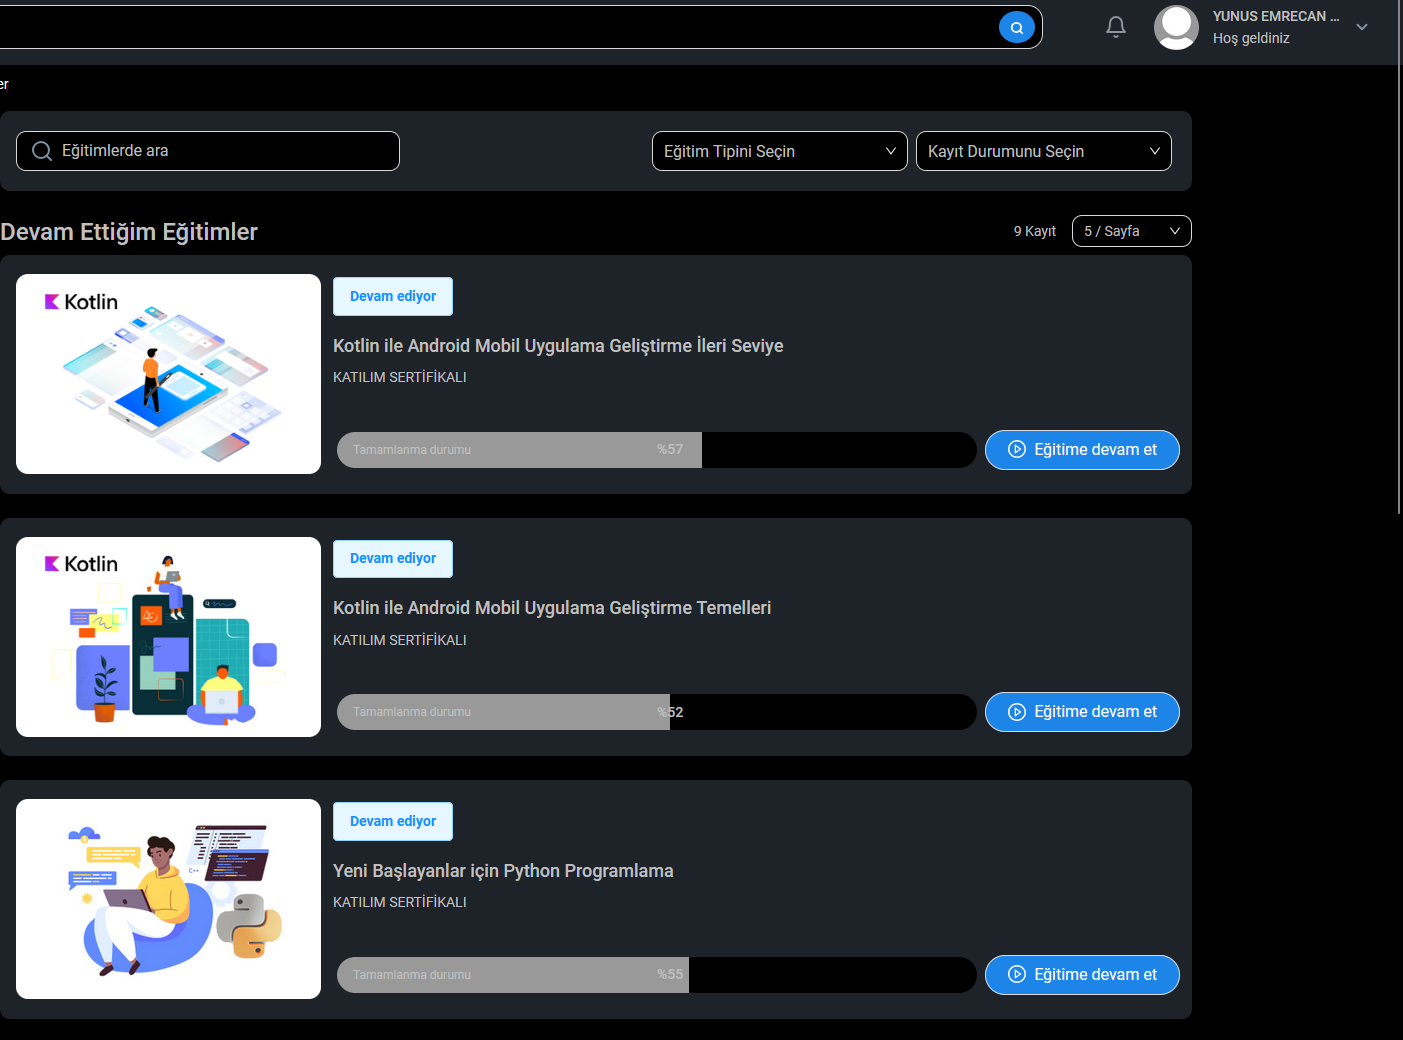 YUNUS EMRECAN ...
Hoş geldiniz
er
Eğitimlerde ara
Eğitim Tipini Seçin
Kayıt Durumunu Seçin
Devam Ettiğim Eğitimler
9 Kayıt
5 / Sayfa
Kotlin
Devam ediyor
Kotlin ile Android Mobil Uygulama Geliştirme İleri Seviye
KATILIM SERTİFİKALI
Tamamlanma durumu
%57
Eğitime devam et
Kotlin
Devam ediyor
Kotlin ile Android Mobil Uygulama Geliştirme Temelleri
KATILIM SERTİFİKALI
Tamamlanma durumu
%52
Eğitime devam et
C++
Devam ediyor
Yeni Başlayanlar için Python Programlama
KATILIM SERTİFİKALI
Tamamlanma durumu
%55
Eğitime devam et